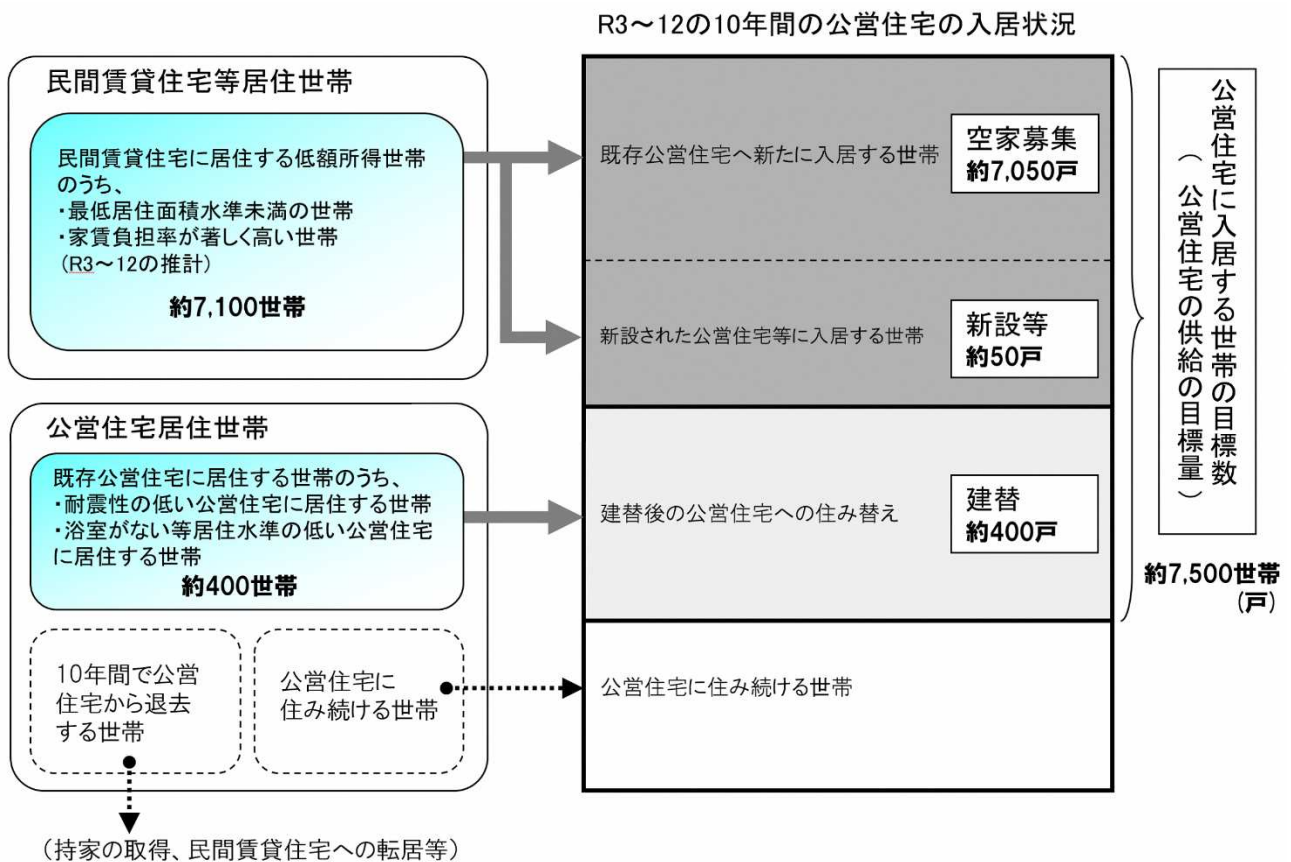 R3～12の10年間の公営住宅の入居状況
民間賃貸住宅等居住世帯
民間賃貸住宅に居住する低額所得世帯
のうち、
・最低居住面積水準未満の世帯
・家賃負担率が著しく高い世帯
(R3～12の推計)
約7,100世帯
既存公営住宅へ新たに入居する世帯
空家募集
約7,050戸
新設された公営住宅等に入居する世帯
新設等
約50戸
公営住宅居住世帯
既存公営住宅に居住する世帯のうち、
・耐震性の低い公営住宅に居住する世帯
・浴室がない等居住水準の低い公営住宅
に居住する世帯
約400世帯
建替後の公営住宅への住み替え
建替
約400戸
10年間で公営
住宅から退去
する世帯
公営住宅に
住み続ける世帯
公営住宅に住み続ける世帯
（持家の取得、民間賃貸住宅への転居等）
公営住宅に入居する世帯の目標数
（公営住宅の供給の目標量）
約7,500世帯
(戸)